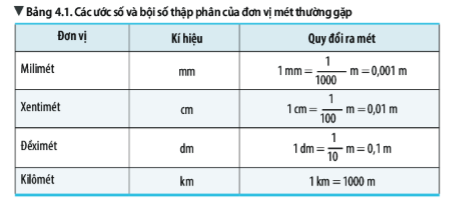 ▼Bảng 4.1. Các ước số và bội số thập phân của đơn vị mét thường gặp
Đơn vị Kí hiệu Quy đổi ra mét
Milimét mm 1 mm = 1/1000 m = 0,001 m
Xentimét cm 1 cm = 1/100 m = 0,01 m
Đềximét dm 1 dm = 1/10 m = 0,1 m
Kilômét km 1 km = 1000 m